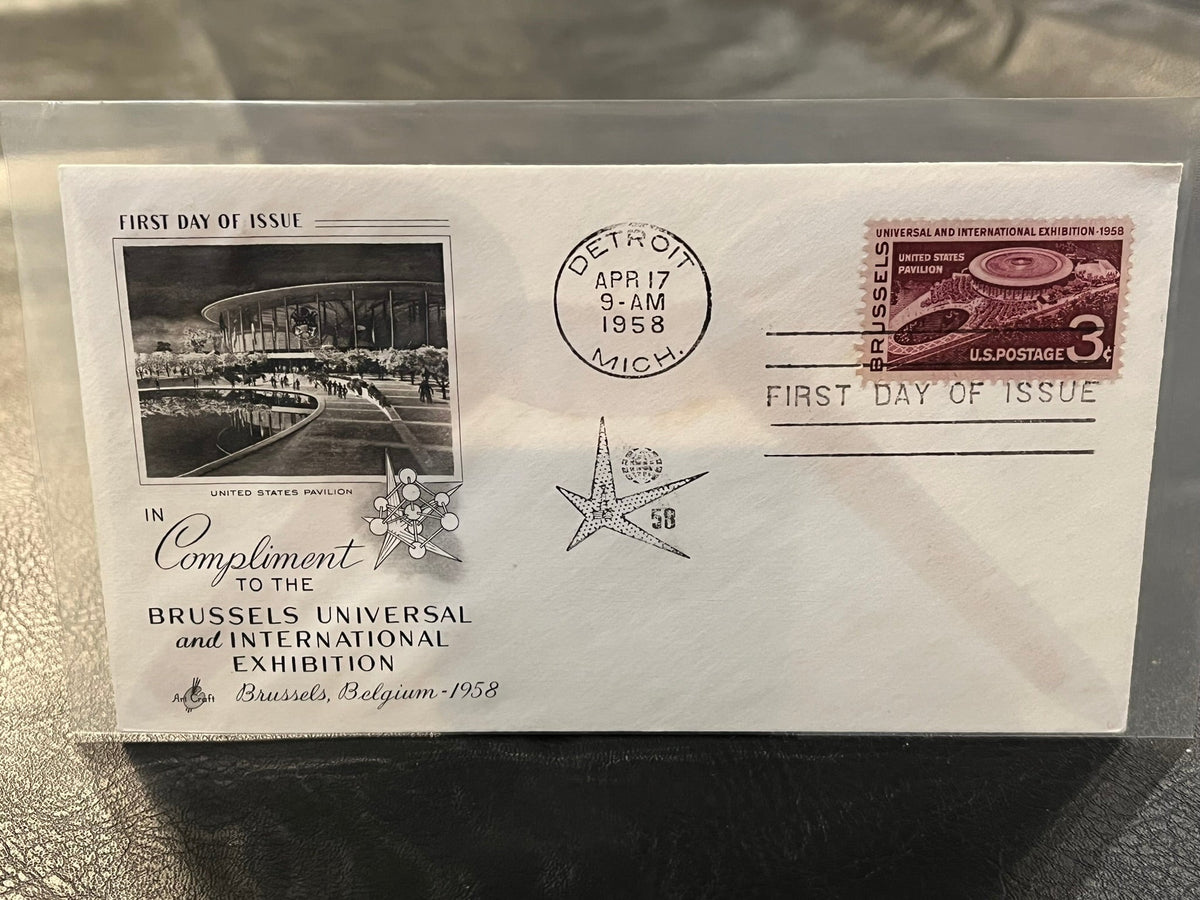 FIRST DAY OF ISSUE
UNITED STATES PAVILION
IN
Compliment
TO THE
BRUSSELS UNIVERSAL
and INTERNATIONAL
EXHIBITION
Brussels, Belgium - 1958
Art Craft
DETROIT
APR 17
9-AM
1958
MICH.
58
UNIVERSAL AND INTERNATIONAL EXHIBITION·1958
BRUSSELS
UNITED STATES
PAVILION
U.S. POSTAGE 3¢
FIRST DAY OF ISSUE